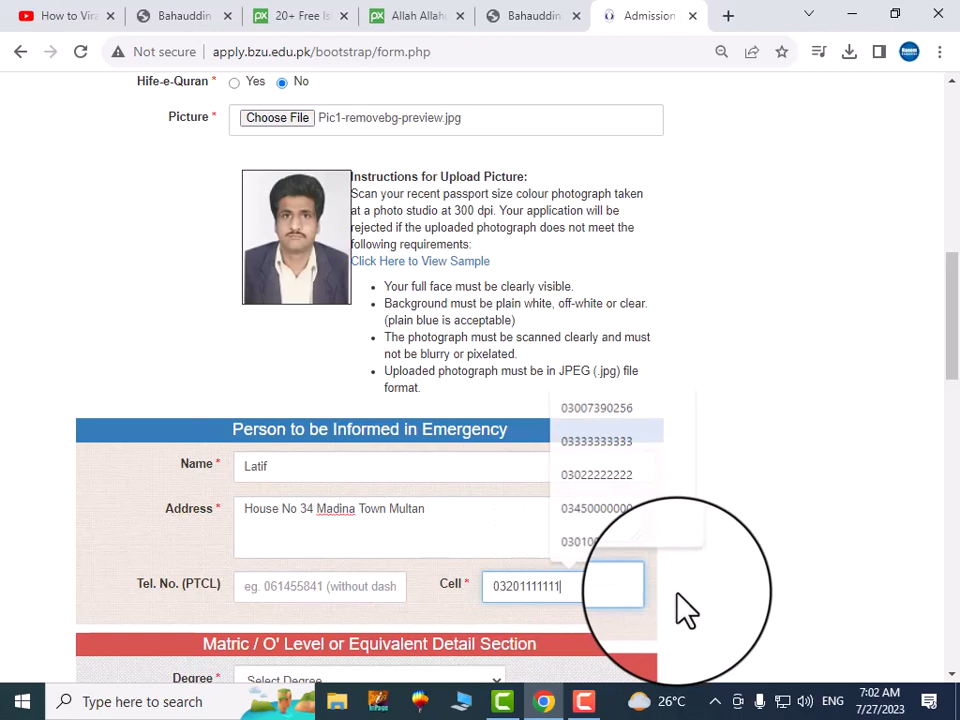 How to Vira
Bahauddin
20+ Free Is
Allah Allah
Bahauddin
Admission
Not secure
apply.bzu.edu.pk/bootstrap/form.php
Hife-e-Quran * Yes No
Picture * Choose File Pic1-removebg-preview.jpg
Instructions for Upload Picture:
Scan your recent passport size colour photograph taken
at a photo studio at 300 dpi. Your application will be
rejected if the uploaded photograph does not meet the
following requirements:
Click Here to View Sample
• Your full face must be clearly visible.
• Background must be plain white, off-white or clear.
(plain blue is acceptable)
• The photograph must be scanned clearly and must
not be blurry or pixelated.
• Uploaded photograph must be in JPEG (.jpg) file
format.
03007390256
Person to be Informed in Emergency
03333333333
Name * Latif
03022222222
Address * House No 34 Madina Town Multan
03450000000
Tel. No. (PTCL) eg. 061455841 (without dash
Cell * 03201111111
Matric / O' Level or Equivalent Detail Section
Degree * Select Degree
Type here to search
26°C
ENG
7:02 AM
7/27/2023